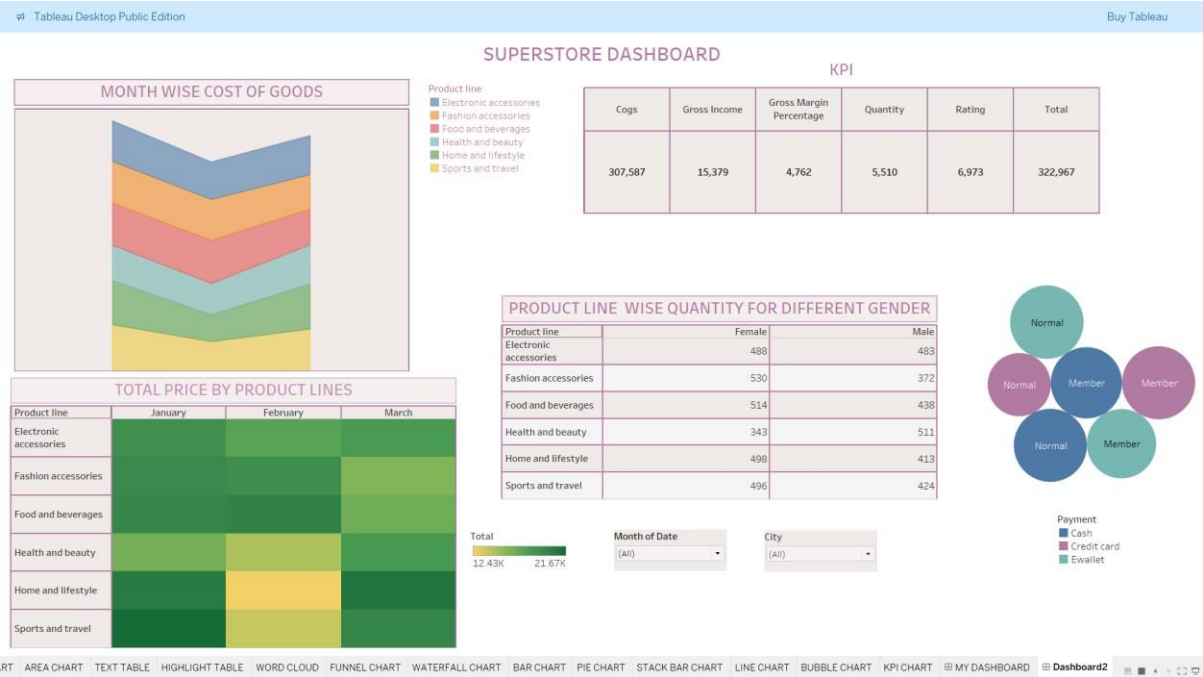 Tableau Desktop Public Edition
Buy Tableau
SUPERSTORE DASHBOARD
KPI
MONTH WISE COST OF GOODS
Product line
Electronic accessories
Fashion accessories
Food and beverages
Health and beauty
Home and lifestyle
Sports and travel
Cogs Gross Income Gross Margin Percentage Quantity Rating Total
307,587 15,379 4,762 5,510 6,973 322,967
PRODUCT LINE WISE QUANTITY FOR DIFFERENT GENDER
Product line Female Male
Electronic accessories 488 483
Fashion accessories 530 372
Food and beverages 514 438
Health and beauty 343 511
Home and lifestyle 498 413
Sports and travel 496 424
Normal
Normal Member Member
Normal Member
Payment
Cash
Credit card
Ewallet
TOTAL PRICE BY PRODUCT LINES
Product line January February March
Electronic
accessories
Fashion accessories
Food and beverages
Health and beauty
Home and lifestyle
Sports and travel
Total
12.43K 21.67K
Month of Date
(All)
City
(All)
RT AREA CHART TEXT TABLE HIGHLIGHT TABLE WORD CLOUD FUNNEL CHART WATERFALL CHART BAR CHART PIE CHART STACK BAR CHART LINE CHART BUBBLE CHART KPI CHART MY DASHBOARD Dashboard2